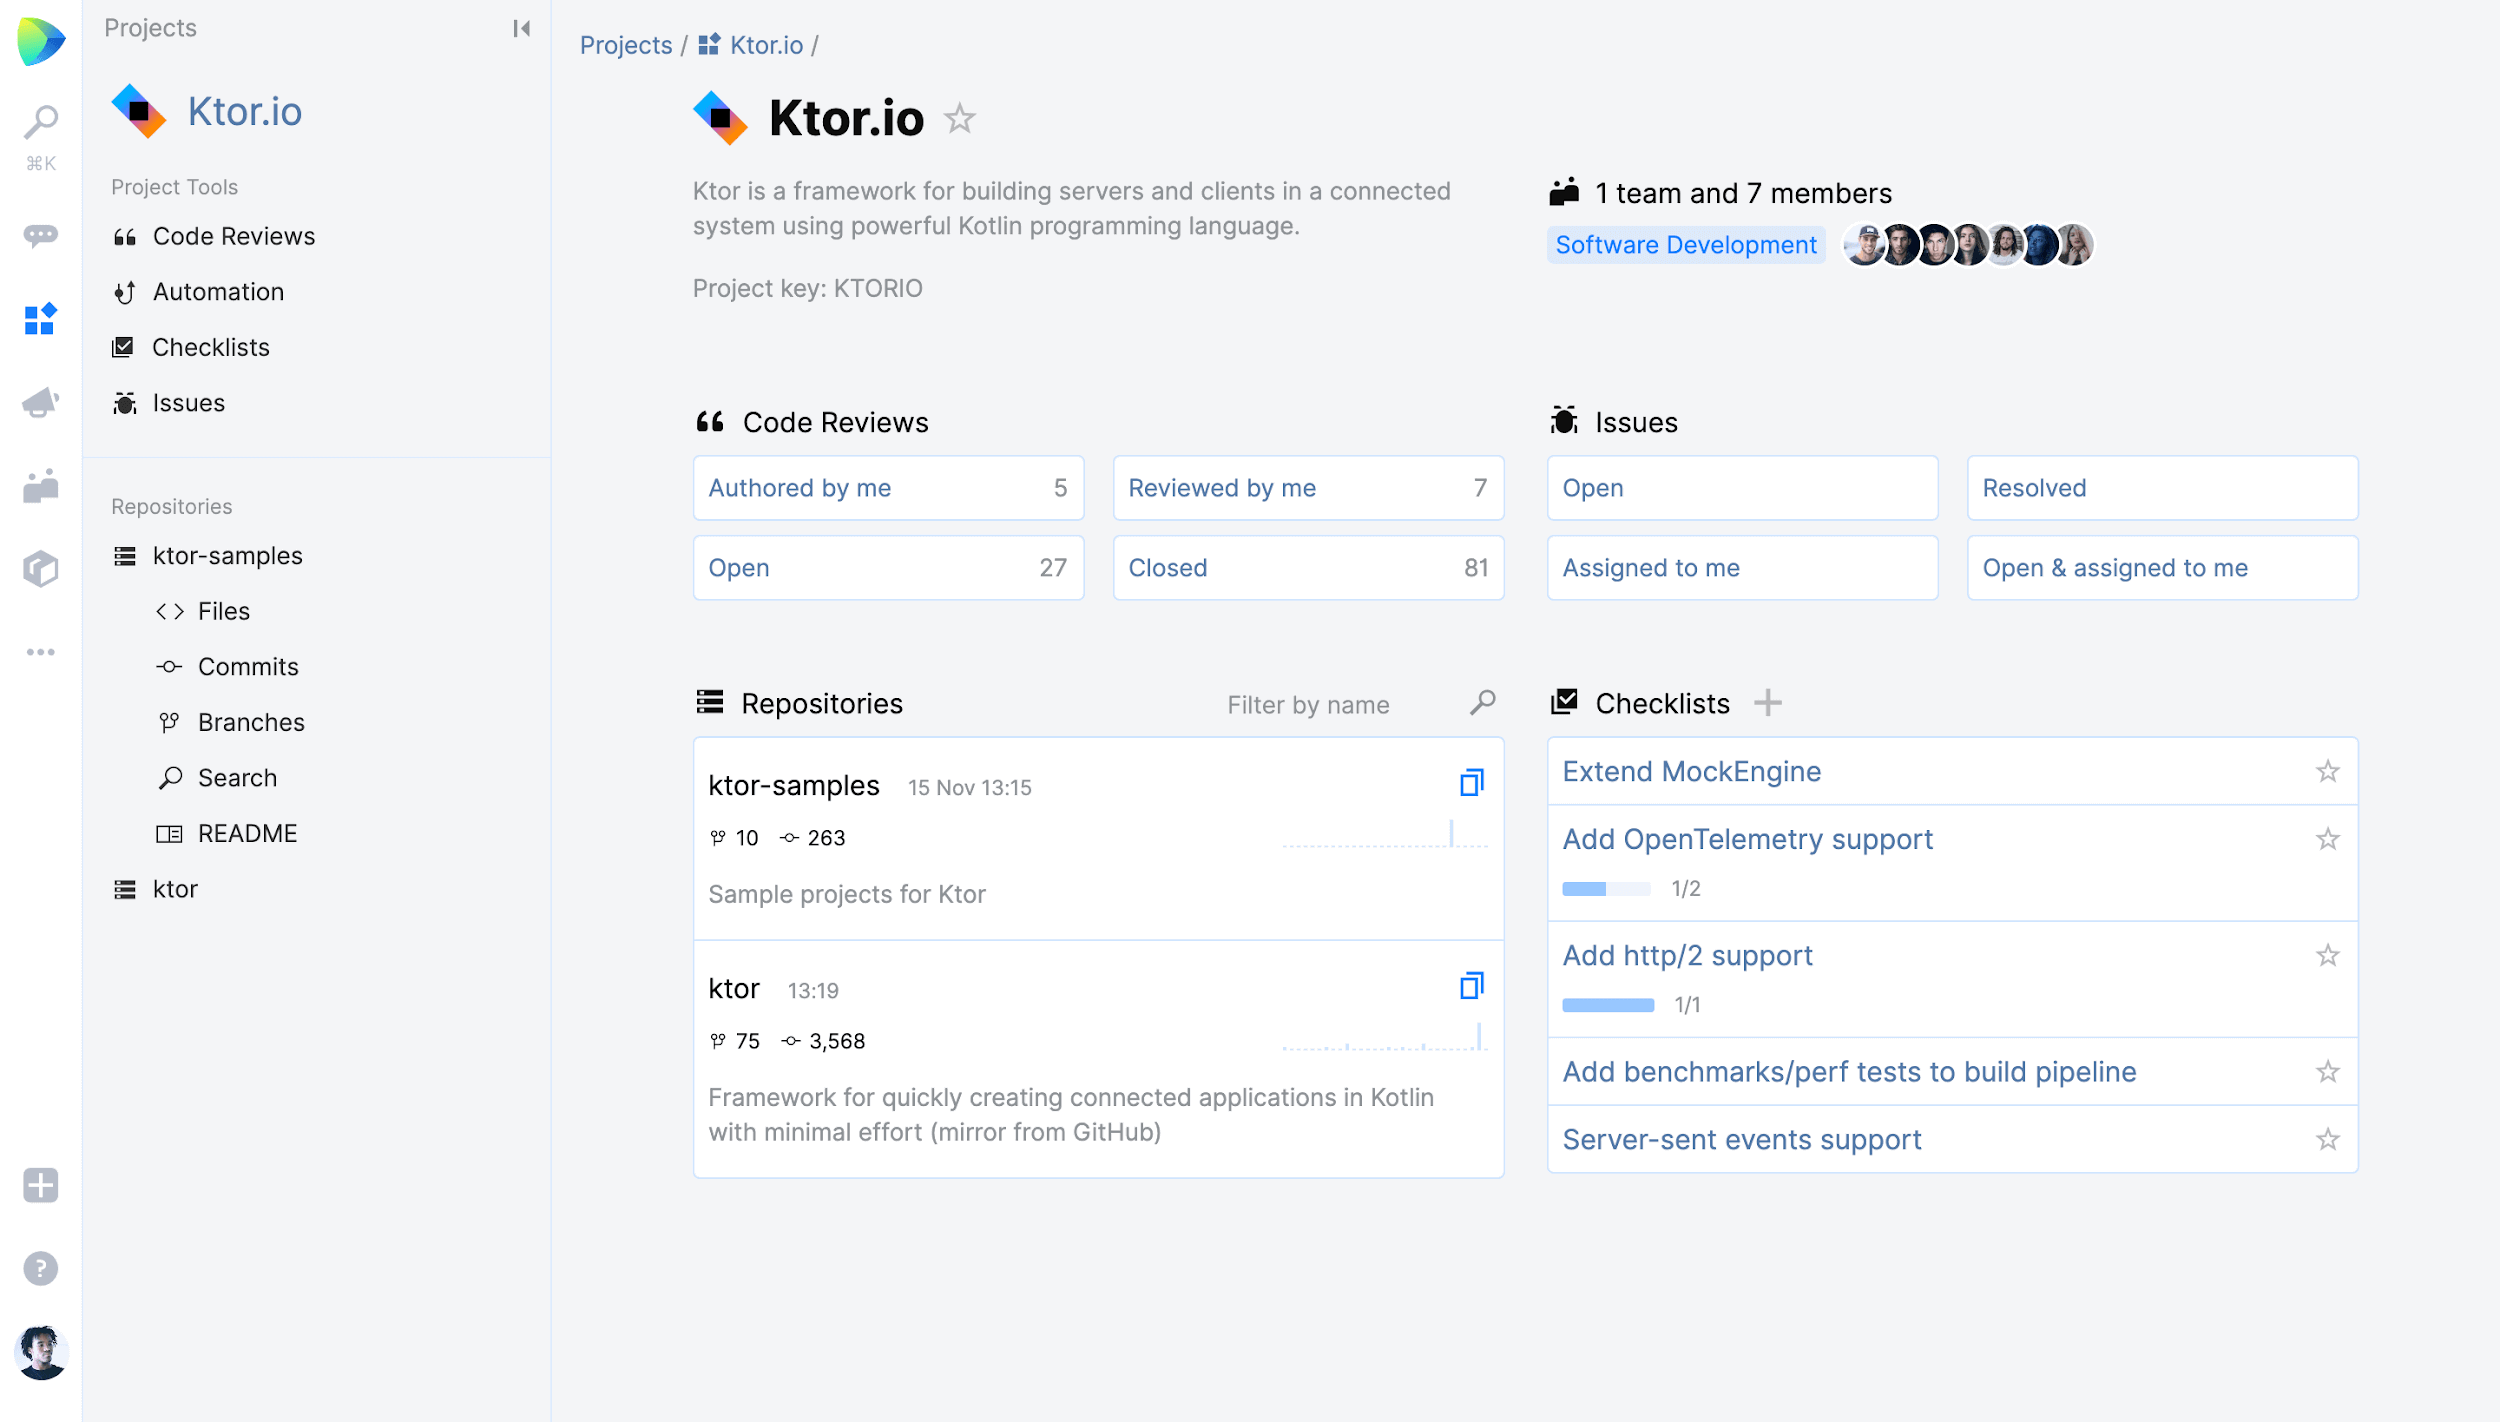 Projects
Ktor.io
⌘K
Project Tools
Code Reviews
Automation
Checklists
Issues
Repositories
ktor-samples
Files
Commits
Branches
Search
README
ktor
Projects / Ktor.io /
Ktor.io
Ktor is a framework for building servers and clients in a connected
system using powerful Kotlin programming language.
Project key: KTORIO
1 team and 7 members
Software Development
Code Reviews
Authored by me 5
Reviewed by me 7
Open 27
Closed 81
Issues
Open
Resolved
Assigned to me
Open & assigned to me
Repositories
Filter by name
ktor-samples 15 Nov 13:15
10 263
Sample projects for Ktor
ktor 13:19
75 3,568
Framework for quickly creating connected applications in Kotlin
with minimal effort (mirror from GitHub)
Checklists
Extend MockEngine
Add OpenTelemetry support
1/2
Add http/2 support
1/1
Add benchmarks/perf tests to build pipeline
Server-sent events support